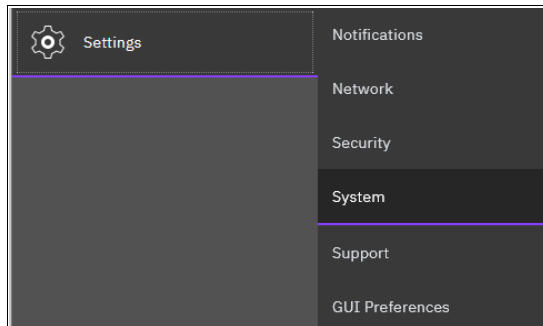 Settings
Notifications
Network
Security
System
Support
GUI Preferences